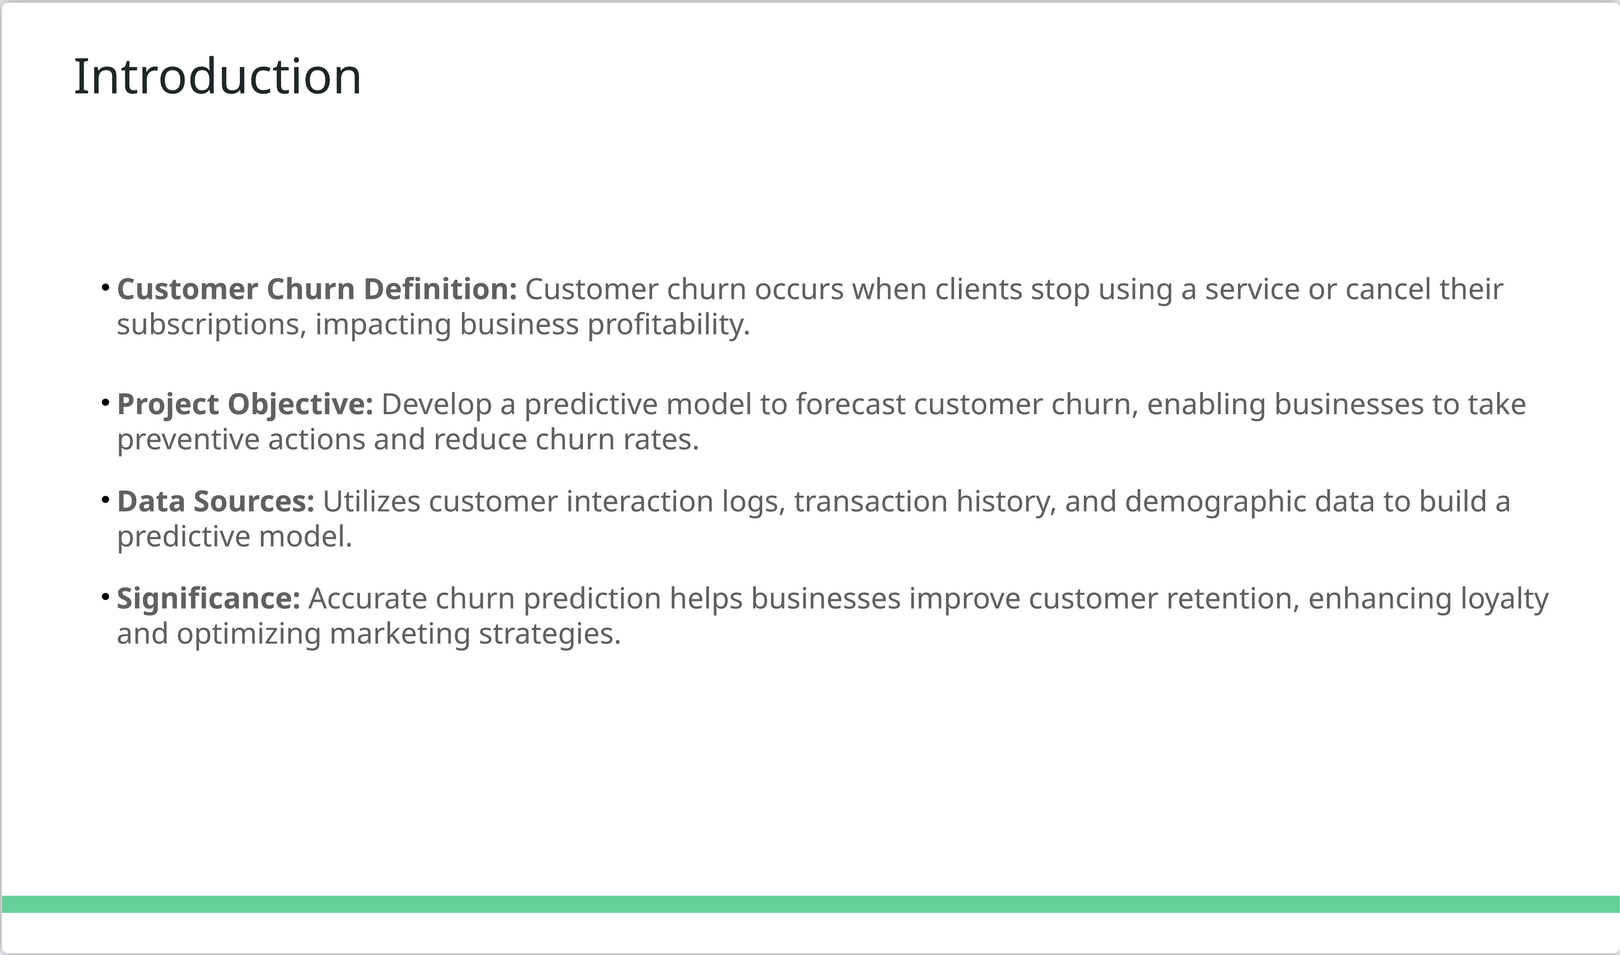 Introduction
• Customer Churn Definition: Customer churn occurs when clients stop using a service or cancel their
subscriptions, impacting business profitability.
• Project Objective: Develop a predictive model to forecast customer churn, enabling businesses to take
preventive actions and reduce churn rates.
• Data Sources: Utilizes customer interaction logs, transaction history, and demographic data to build a
predictive model.
• Significance: Accurate churn prediction helps businesses improve customer retention, enhancing loyalty
and optimizing marketing strategies.